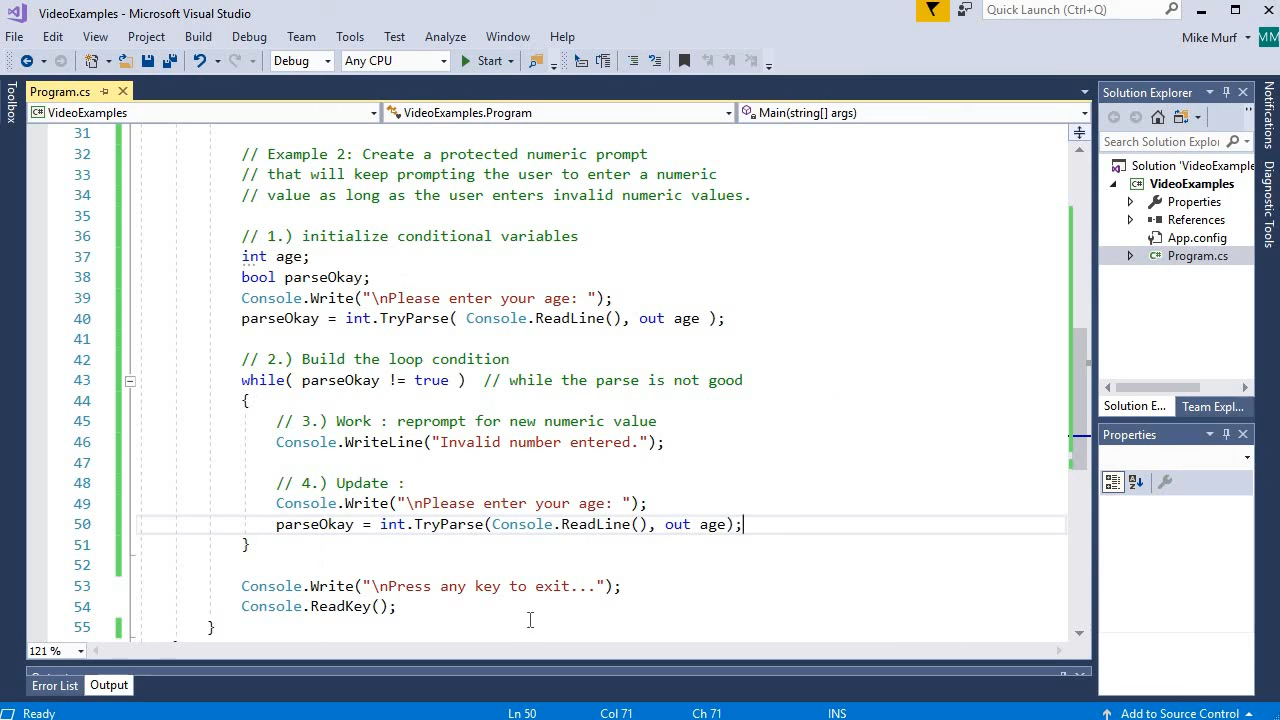 VideoExamples - Microsoft Visual Studio
Quick Launch (Ctrl+Q)
File Edit View Project Build Debug Team Tools Test Analyze Window Help
Mike Murf MM
Debug Any CPU Start
Toolbox
Program.cs
VideoExamples VideoExamples.Program Main(string[] args)
31
32 // Example 2: Create a protected numeric prompt
33 // that will keep prompting the user to enter a numeric
34 // value as long as the user enters invalid numeric values.
35
36 // 1.) initialize conditional variables
37 int age;
38 bool parseOkay;
39 Console.Write("\nPlease enter your age: ");
40 parseOkay = int.TryParse( Console.ReadLine(), out age );
41
42 // 2.) Build the loop condition
43 while( parseOkay != true ) // while the parse is not good
44 {
45 // 3.) Work : reprompt for new numeric value
46 Console.WriteLine("Invalid number entered.");
47
48 // 4.) Update :
49 Console.Write("\nPlease enter your age: ");
50 parseOkay = int.TryParse(Console.ReadLine(), out age);
51 }
52
53 Console.Write("\nPress any key to exit...");
54 Console.ReadKey();
55 }
121 %
Solution Explorer
Search Solution Explor
Solution 'VideoExample
VideoExamples
Properties
References
App.config
Program.cs
Solution E... Team Expl...
Properties
Notifications
Diagnostic Tools
Error List Output
Ready Ln 50 Col 71 Ch 71 INS Add to Source Control